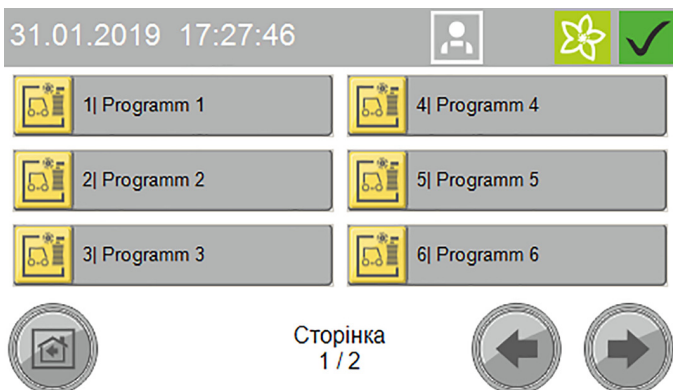 31.01.2019 17:27:46
1| Programm 1
4| Programm 4
2| Programm 2
5| Programm 5
3| Programm 3
6| Programm 6
Сторінка
1 / 2